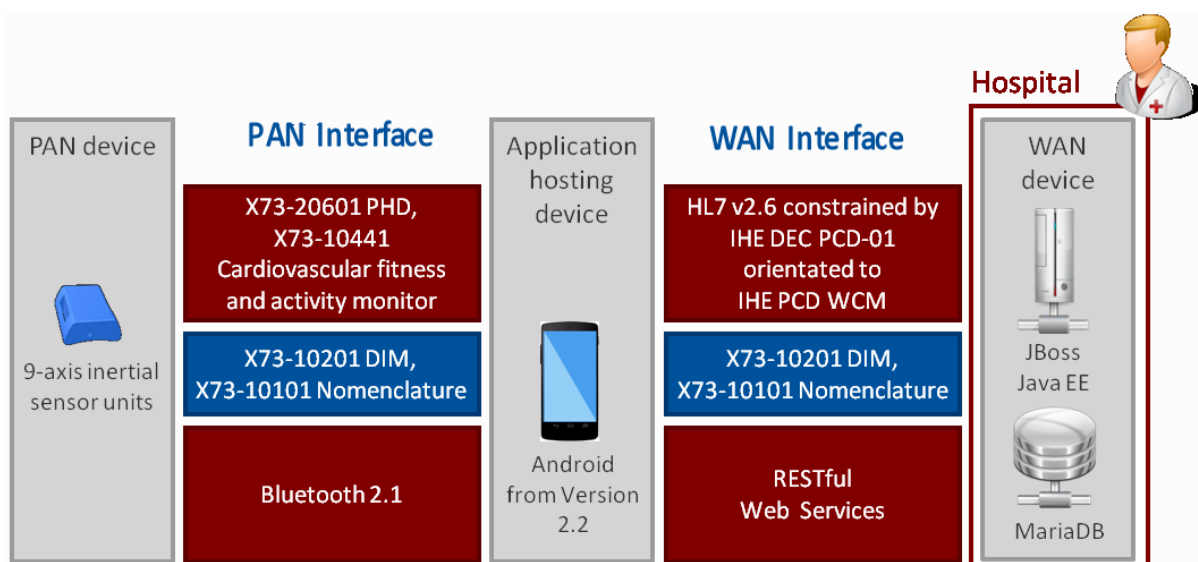 Hospital
PAN device
9-axis inertial
sensor units
PAN Interface
X73-20601 PHD,
X73-10441
Cardiovascular fitness
and activity monitor
X73-10201 DIM,
X73-10101 Nomenclature
Bluetooth 2.1
Application
hosting
device
Android
from Version
2.2
WAN Interface
HL7 v2.6 constrained by
IHE DEC PCD-01
orientated to
IHE PCD WCM
X73-10201 DIM,
X73-10101 Nomenclature
RESTful
Web Services
WAN
device
JBoss
Java EE
MariaDB